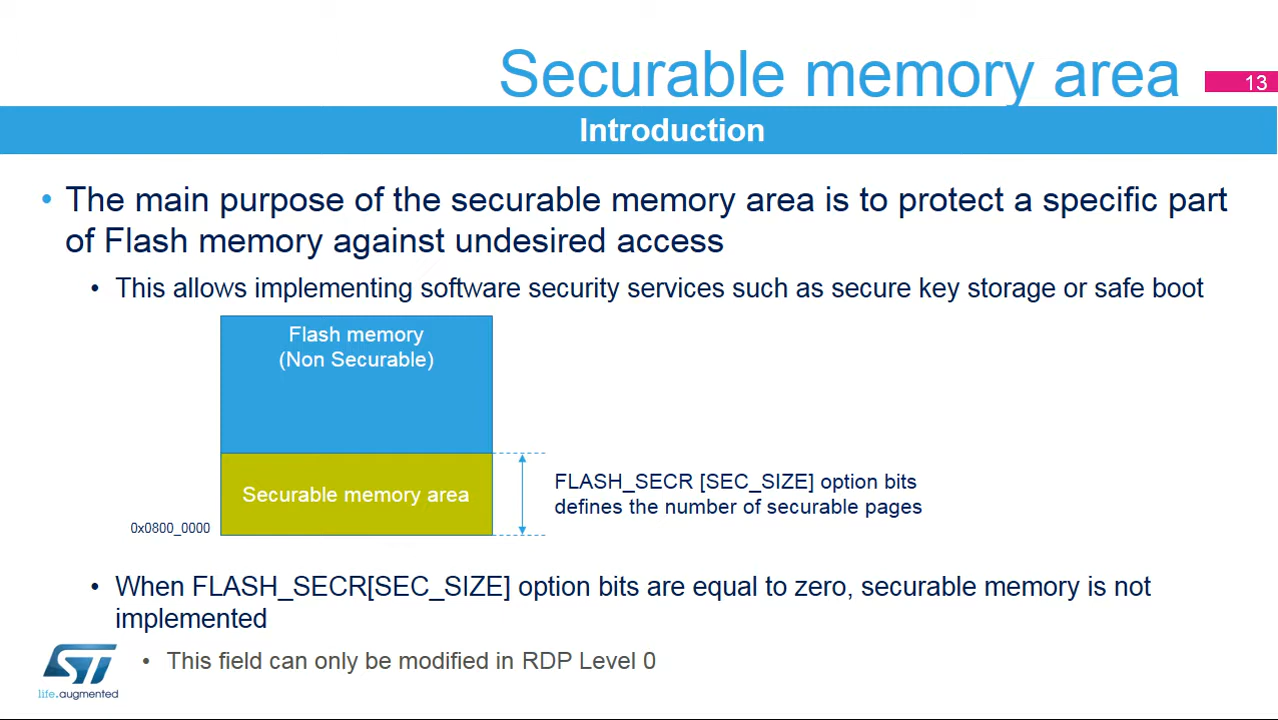 Securable memory area
13
Introduction
• The main purpose of the securable memory area is to protect a specific part
of Flash memory against undesired access
• This allows implementing software security services such as secure key storage or safe boot
Flash memory
(Non Securable)
Securable memory area
0x0800_0000
FLASH_SECR [SEC_SIZE] option bits
defines the number of securable pages
• When FLASH_SECR[SEC_SIZE] option bits are equal to zero, securable memory is not
implemented
• This field can only be modified in RDP Level 0
ST
life.augmented